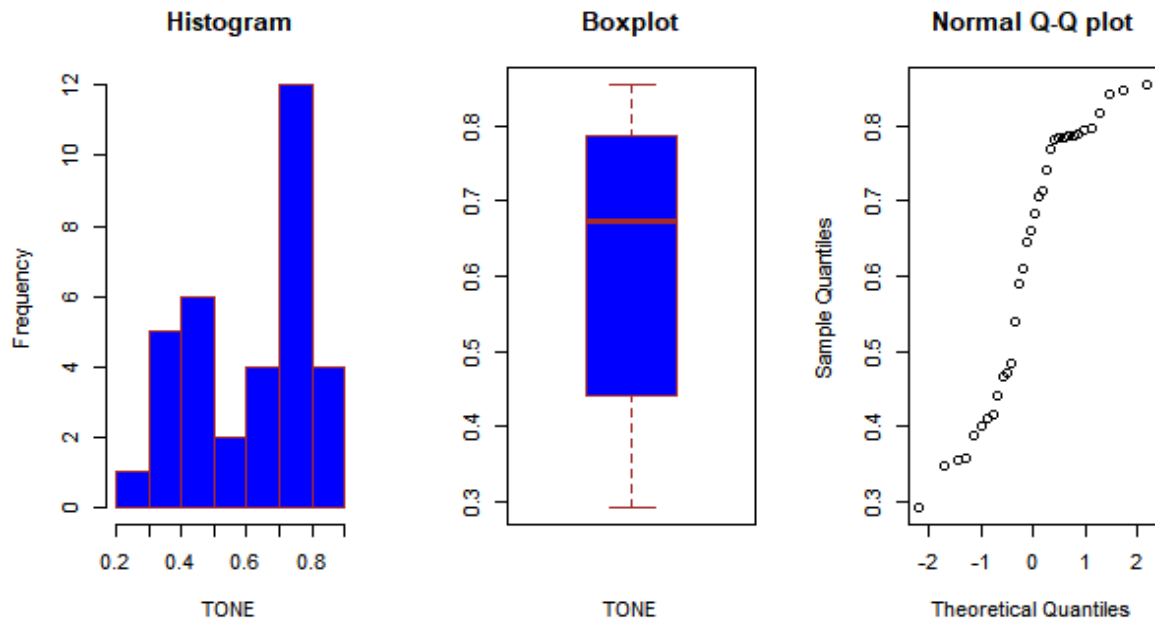 Histogram
Frequency
12
10
8
6
4
2
0
0.2 0.4 0.6 0.8
TONE
Boxplot
0.8
0.7
0.6
0.5
0.4
0.3
TONE
Normal Q-Q plot
Sample Quantiles
0.8
0.7
0.6
0.5
0.4
0.3
-2 -1 0 1 2
Theoretical Quantiles